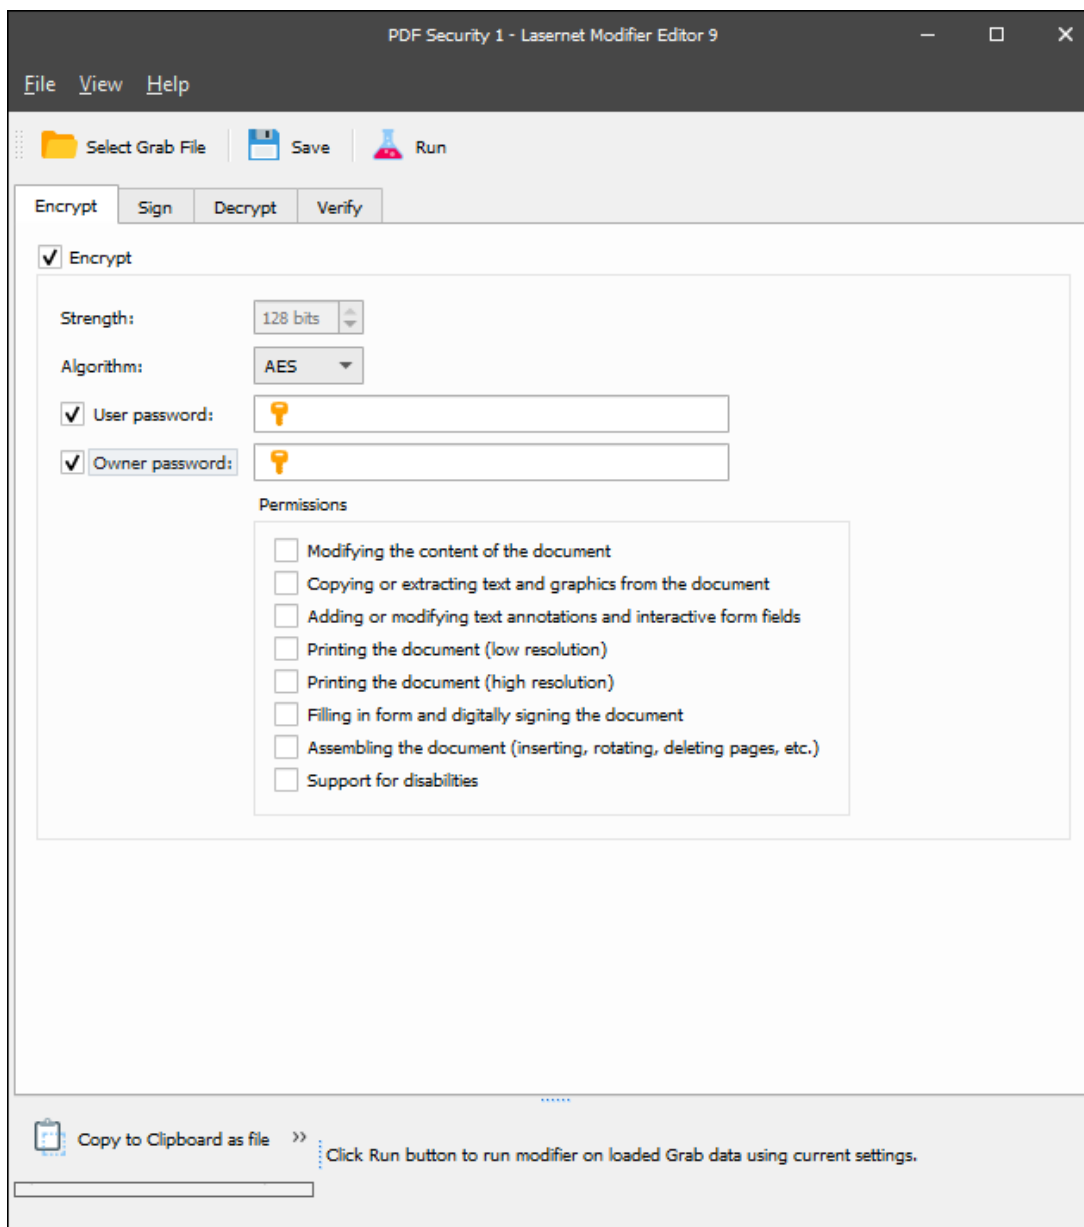 PDF Security 1 - Lasernet Modifier Editor 9
File View Help
Select Grab File Save Run
Encrypt Sign Decrypt Verify
Encrypt
Strength: 128 bits
Algorithm: AES
User password:
Owner password:
Permissions
Modifying the content of the document
Copying or extracting text and graphics from the document
Adding or modifying text annotations and interactive form fields
Printing the document (low resolution)
Printing the document (high resolution)
Filling in form and digitally signing the document
Assembling the document (inserting, rotating, deleting pages, etc.)
Support for disabilities
Copy to Clipboard as file »
Click Run button to run modifier on loaded Grab data using current settings.